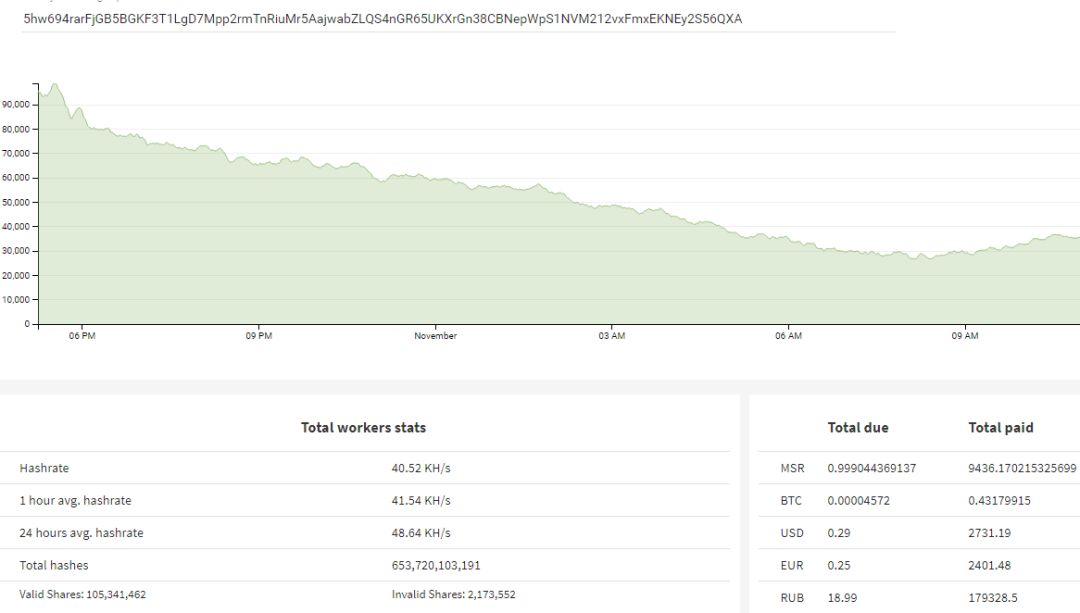 5hw694rarFjGB5BGKF3T1LgD7Mpp2rmTnRiuMr5AajwabZLQS4nGR65UKXrGn38CBNepWpS1NVM212vxFmxEKNEy2S56QXA
90,000
80,000
70,000
60,000
50,000
40,000
30,000
20,000
10,000
0
06 PM 09 PM November 03 AM 06 AM 09 AM
Total workers stats
Hashrate 40.52 KH/s
1 hour avg. hashrate 41.54 KH/s
24 hours avg. hashrate 48.64 KH/s
Total hashes 653,720,103,191
Valid Shares: 105,341,462 Invalid Shares: 2,173,552
Total due Total paid
MSR 0.999044369137 9436.170215325699
BTC 0.00004572 0.43179915
USD 0.29 2731.19
EUR 0.25 2401.48
RUB 18.99 179328.5